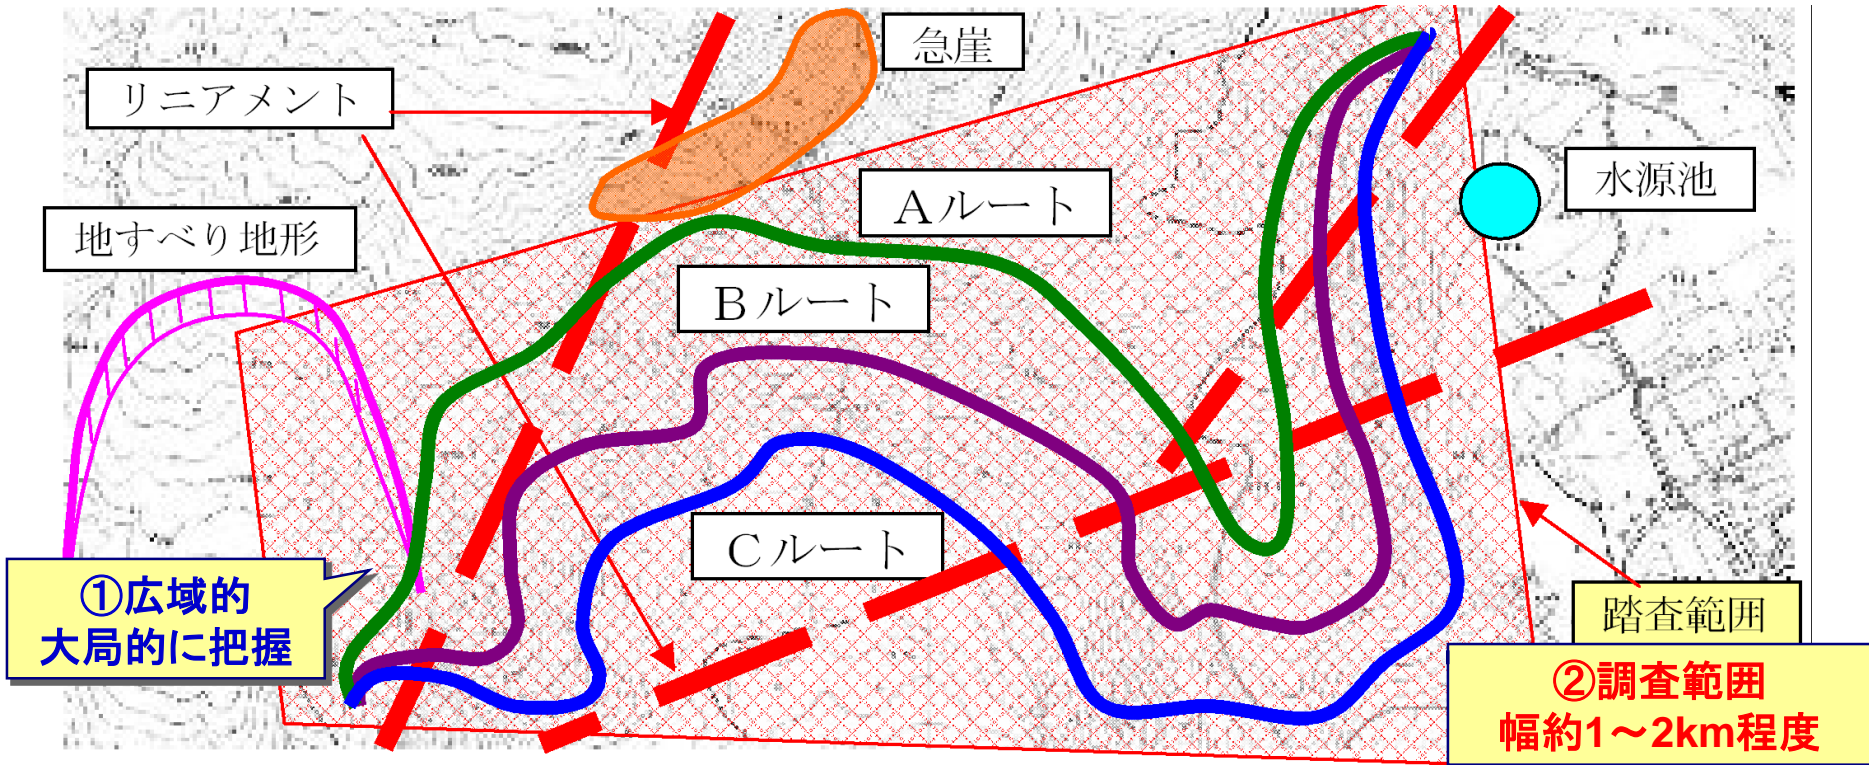 急崖
リニアメント
水源池
Aルート
地すべり地形
Bルート
Cルート
①広域的
大局的に把握
踏査範囲
②調査範囲
幅約1～2km程度